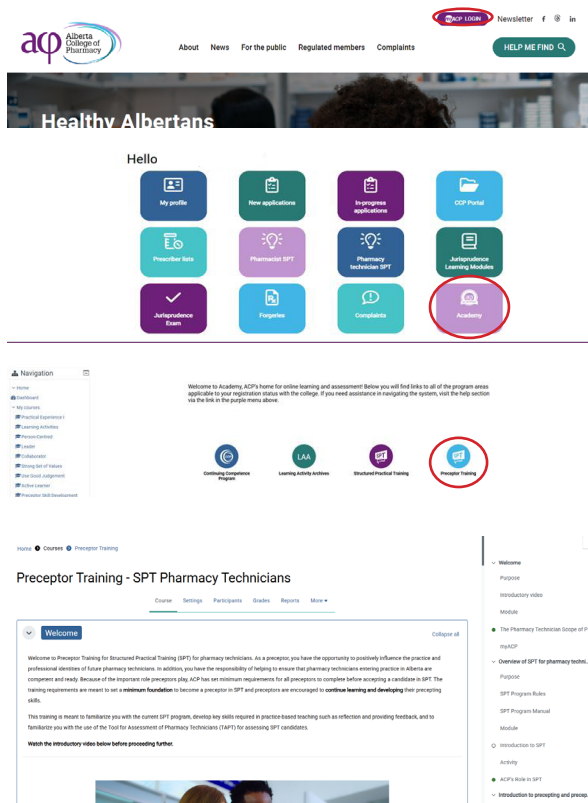 myACP LOGIN
Newsletter
f
in
acp
Alberta
College of
Pharmacy
About
News
For the public
Regulated members
Complaints
HELP ME FIND
Healthy Albertans
Hello
My profile
New applications
In-progress
applications
CCP Portal
Prescriber lists
Pharmacist SPT
Pharmacy
technician SPT
Jurisprudence
Learning Modules
Jurisprudence
Exam
Forgeries
Complaints
Academy
Navigation
Home
Dashboard
My courses
Practical Experience I
Learning Activities
Person-Centred
Leader
Collaborator
Strong Set of Values
Use Good Judgement
Active Learner
Preceptor Skill Development
Welcome to Academy, ACP's home for online learning and assessment! Below you will find links to all of the program areas
applicable to your registration status with the college. If you need assistance in navigating the system, visit the help section
via the link in the purple menu above.
CCP
LAA
SPT
SPT
Continuing Competence
Program
Learning Activity Archives
Structured Practical Training
Preceptor Training
Home
Courses
Preceptor Training
Preceptor Training - SPT Pharmacy Technicians
Course
Settings
Participants
Grades
Reports
More
Welcome
Collapse all
Welcome to Preceptor Training for Structured Practical Training (SPT) for pharmacy technicians. As a preceptor, you have the opportunity to positively influence the practice and
professional identities of future pharmacy technicians. In addition, you have the responsibility of helping to ensure that pharmacy technicians entering practice in Alberta are
competent and ready. Because of the important role preceptors play, ACP has set minimum requirements for all preceptors to complete before accepting a candidate in SPT. The
training requirements are meant to set a minimum foundation to become a preceptor in SPT and preceptors are encouraged to continue learning and developing their precepting
skills.
This training is meant to familiarize you with the current SPT program, develop key skills required in practice-based teaching such as reflection and providing feedback, and to
familiarize you with the use of the Tool for Assessment of Pharmacy Technicians (TAPT) for assessing SPT candidates.
Watch the introductory video below before proceeding further.
Welcome
Purpose
Introductory video
Module
The Pharmacy Technician Scope of P
myACP
Overview of SPT for pharmacy techni...
Purpose
SPT Program Rules
SPT Program Manual
Module
Introduction to SPT
Activity
ACP's Role in SPT
Introduction to precepting and precep